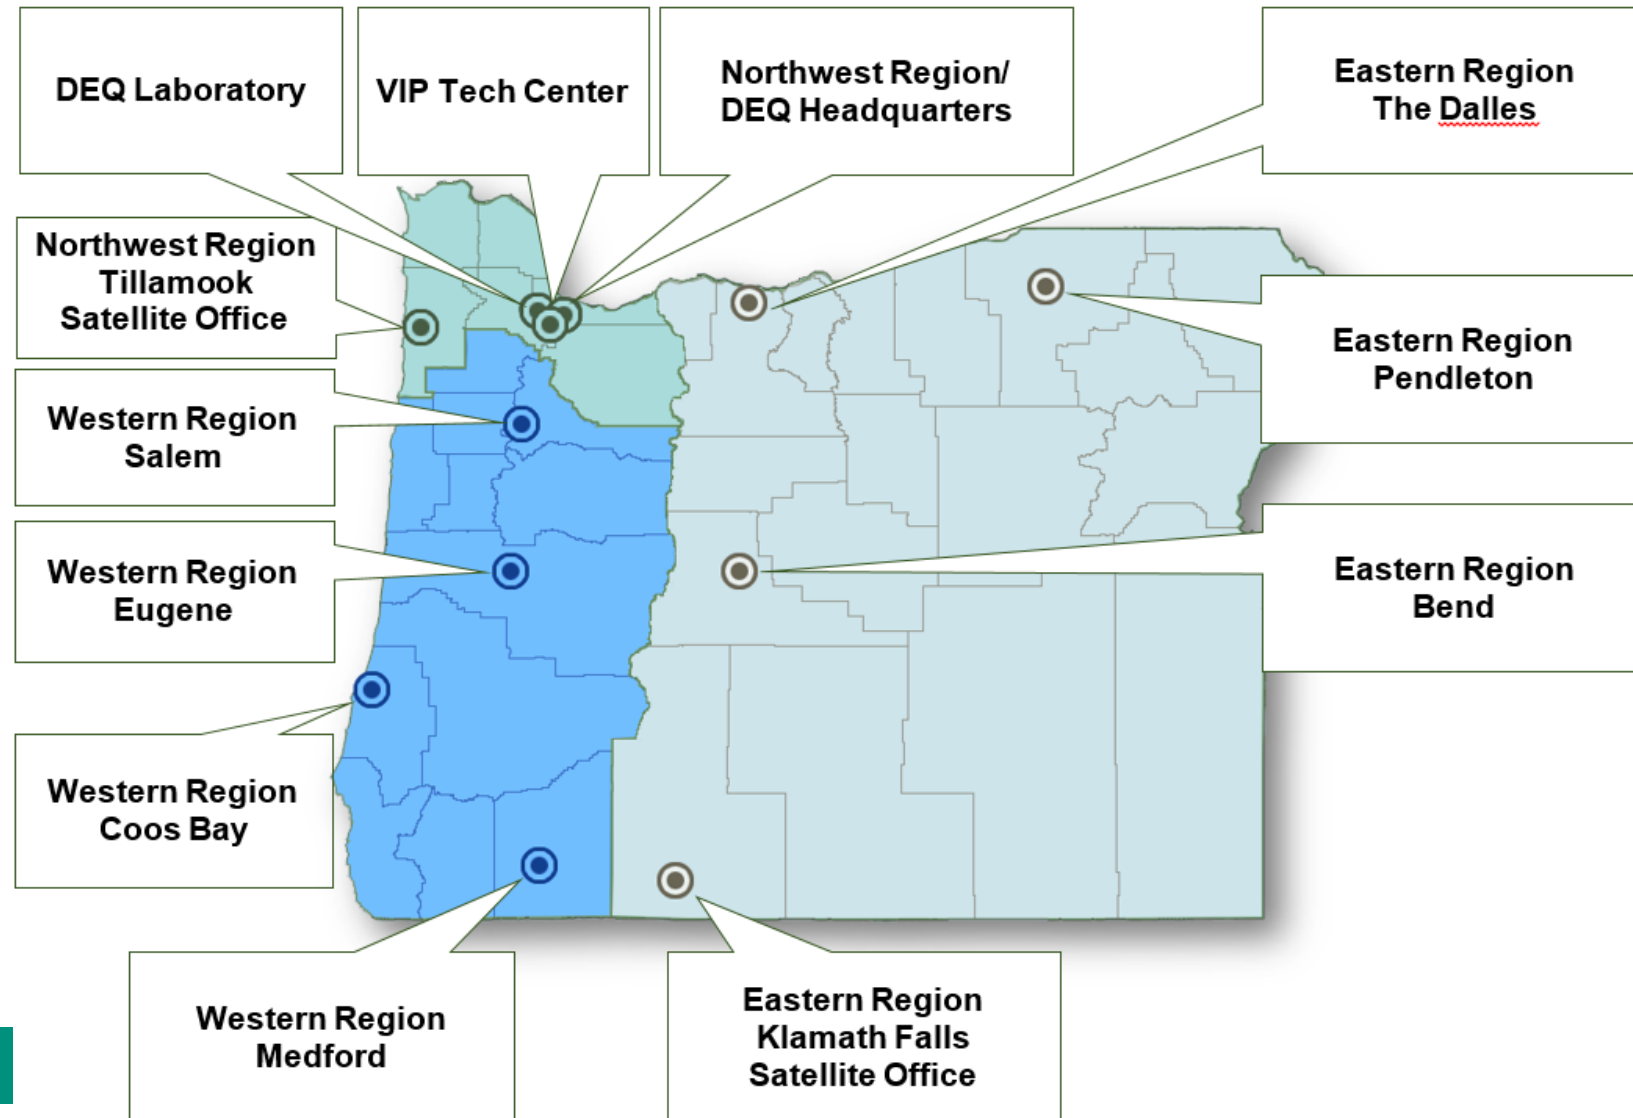 DEQ Laboratory
VIP Tech Center
Northwest Region/
DEQ Headquarters
Eastern Region
The Dalles
Northwest Region
Tillamook
Satellite Office
Eastern Region
Pendleton
Western Region
Salem
Western Region
Eugene
Eastern Region
Bend
Western Region
Coos Bay
Western Region
Medford
Eastern Region
Klamath Falls
Satellite Office